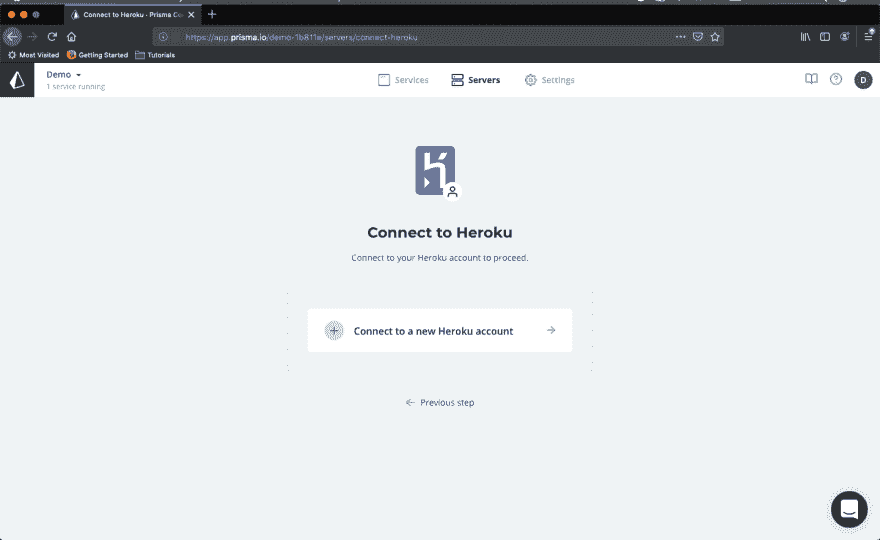 Connect to Heroku · Prisma Co
https://app.prisma.io/demo-1b811e/servers/connect-heroku
Most Visited Getting Started Tutorials
Demo
1 service running
Services Servers Settings
D
Connect to Heroku
Connect to your Heroku account to proceed.
Connect to a new Heroku account
Previous step